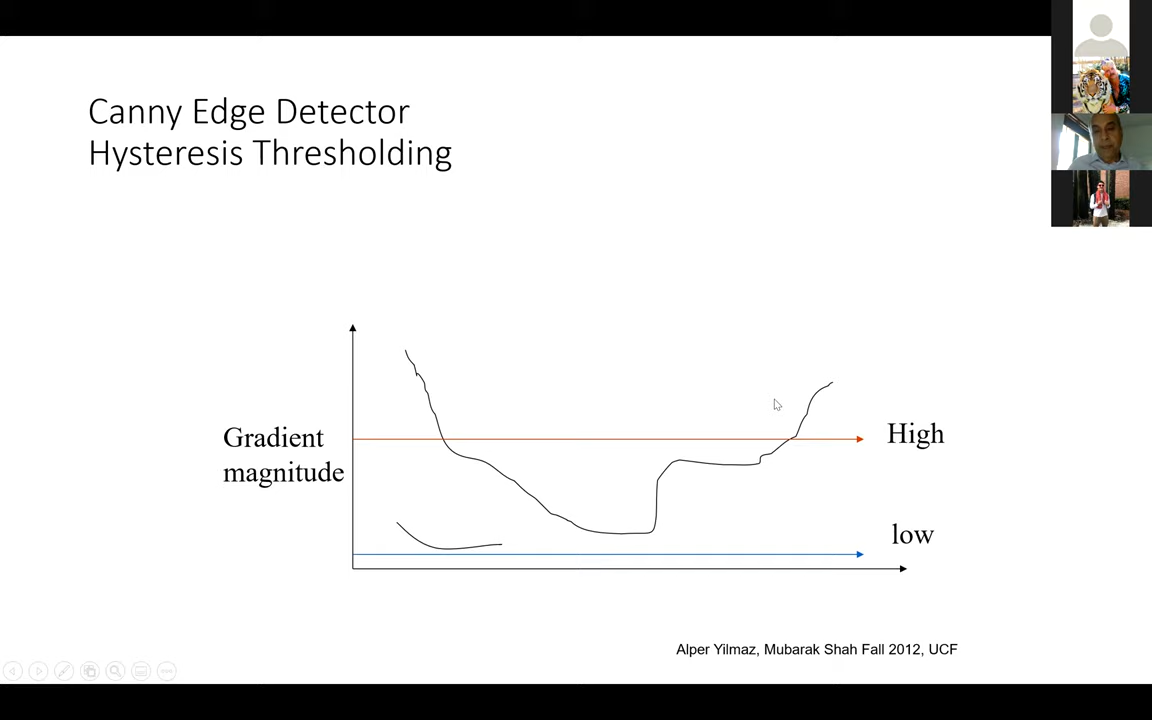 Canny Edge Detector
Hysteresis Thresholding
Gradient
magnitude
High
low
Alper Yilmaz, Mubarak Shah Fall 2012, UCF